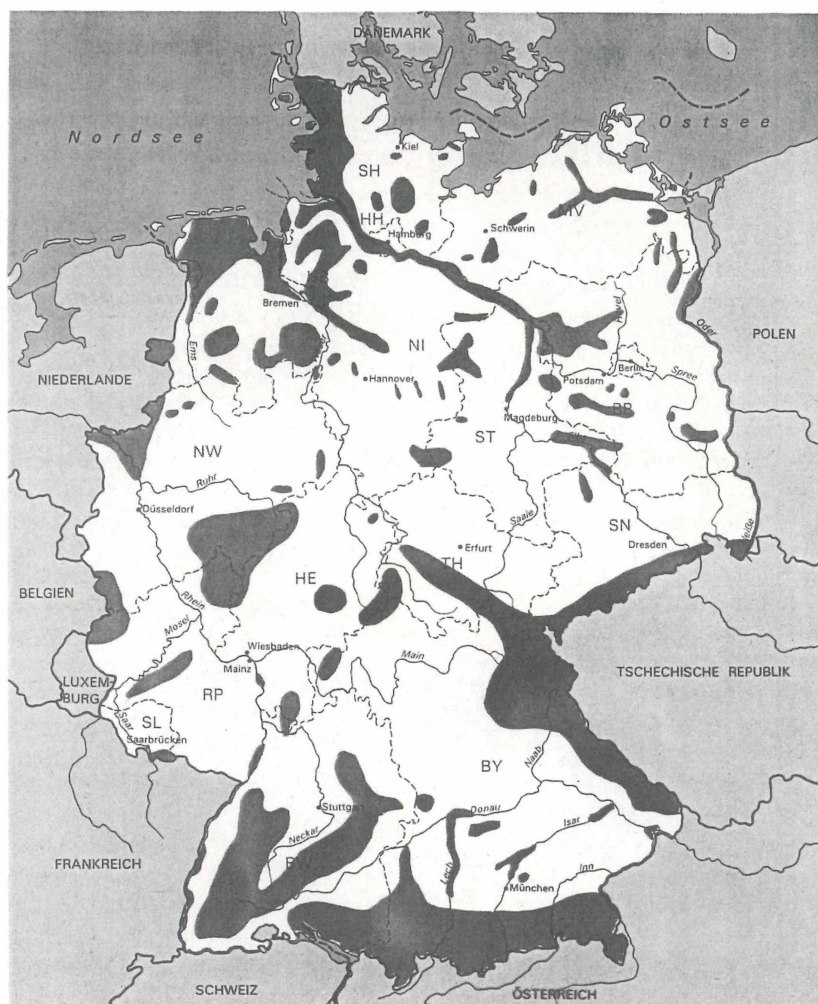 DÄNEMARK
Nordsee
Ostsee
Kiel
SH
HH
Hamburg
Schwerin
MV
Bremen
Ems
NI
Havel
Oder
POLEN
NIEDERLANDE
Hannover
Potsdam
Berlin
Spree
BB
Magdeburg
NW
ST
Ruhr
Düsseldorf
Saale
SN
Dresden
Neiße
Erfurt
TH
HE
BELGIEN
Rhein
Mosel
Wiesbaden
Mainz
Main
TSCHECHISCHE REPUBLIK
LUXEM-
BURG
RP
Saar
SL
Saarbrücken
BY
Naab
Stuttgart
Donau
Neckar
Isar
FRANKREICH
BW
Lech
Inn
München
SCHWEIZ
ÖSTERREICH